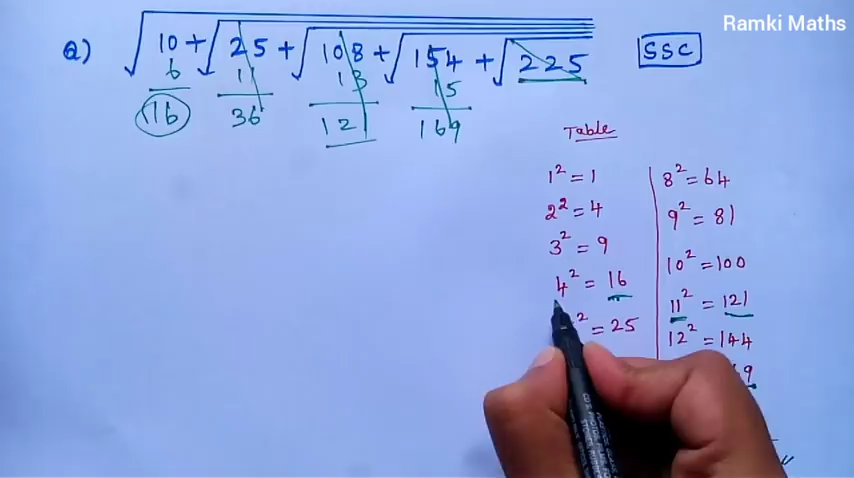 Ramki Maths
Q) √10 + √25 + √108 + √154 + √225 SSC
6 11 13 15
16 36 121 169
Table
1² = 1
2² = 4
3² = 9
4² = 16
² = 25
8² = 64
9² = 81
10² = 100
11² = 121
12² = 144
9